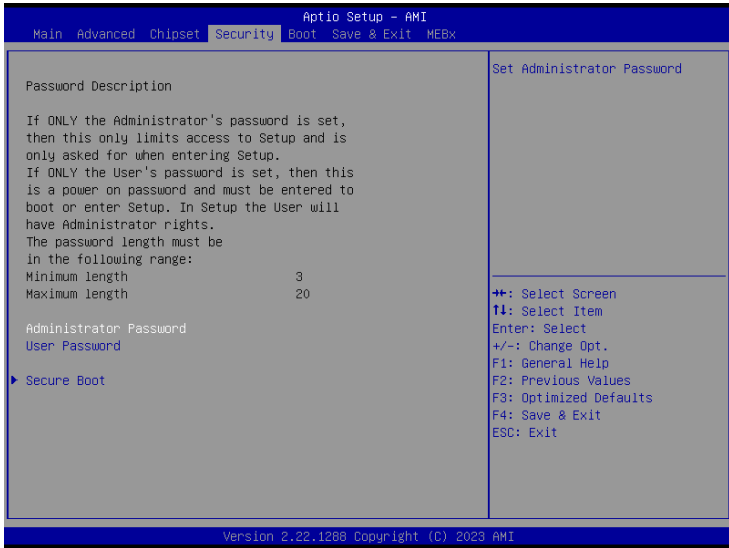 Aptio Setup – AMI
Main Advanced Chipset Security Boot Save & Exit MEBx
Password Description
If ONLY the Administrator's password is set,
then this only limits access to Setup and is
only asked for when entering Setup.
If ONLY the User's password is set, then this
is a power on password and must be entered to
boot or enter Setup. In Setup the User will
have Administrator rights.
The password length must be
in the following range:
Minimum length 3
Maximum length 20
Administrator Password
User Password
Secure Boot
Set Administrator Password
→←: Select Screen
↑↓: Select Item
Enter: Select
+/-: Change Opt.
F1: General Help
F2: Previous Values
F3: Optimized Defaults
F4: Save & Exit
ESC: Exit
Version 2.22.1288 Copyright (C) 2023 AMI